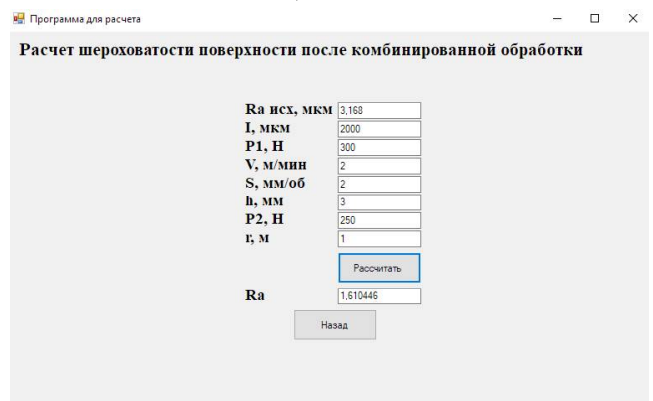 Программа для расчета
Расчет шероховатости поверхности после комбинированной обработки
Ra исх, мкм 3,168
I, мкм 2000
P1, Н 300
V, м/мин 2
S, мм/об 2
h, мм 3
P2, Н 250
r, м 1
Рассчитать
Ra 1,610446
Назад